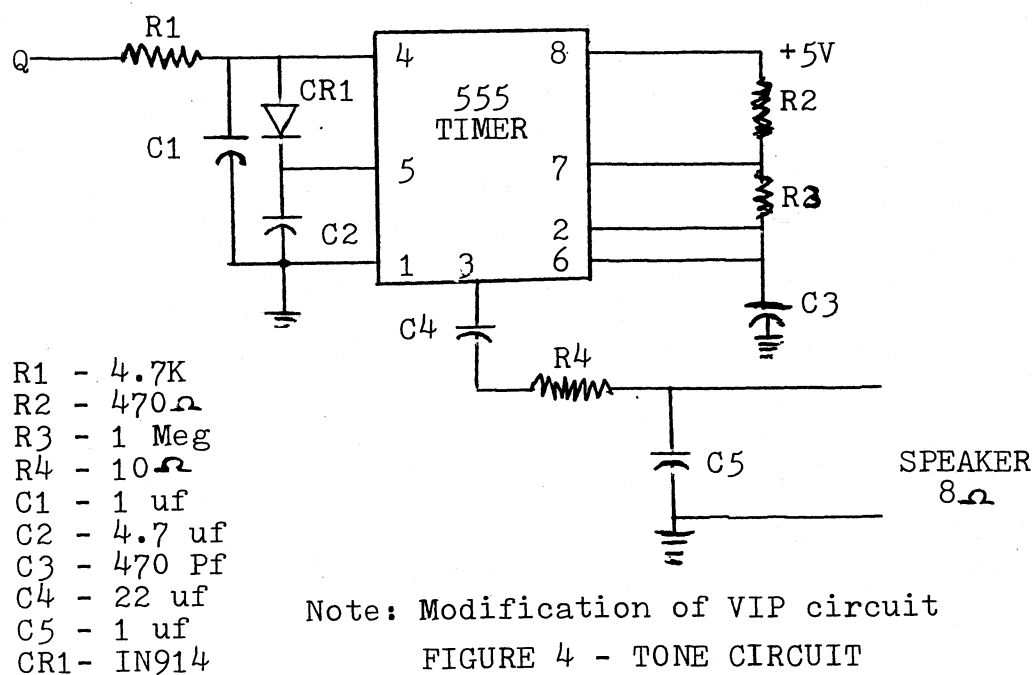 R1
Q
4
8
+5V
CR1
555
TIMER
R2
C1
5
7
R3
C2
2
1
3
6
C3
C4
R4
C5
SPEAKER
8Ω
R1 - 4.7K
R2 - 470Ω
R3 - 1 Meg
R4 - 10Ω
C1 - 1 uf
C2 - 4.7 uf
C3 - 470 Pf
C4 - 22 uf
C5 - 1 uf
CR1- IN914
Note: Modification of VIP circuit
FIGURE 4 - TONE CIRCUIT